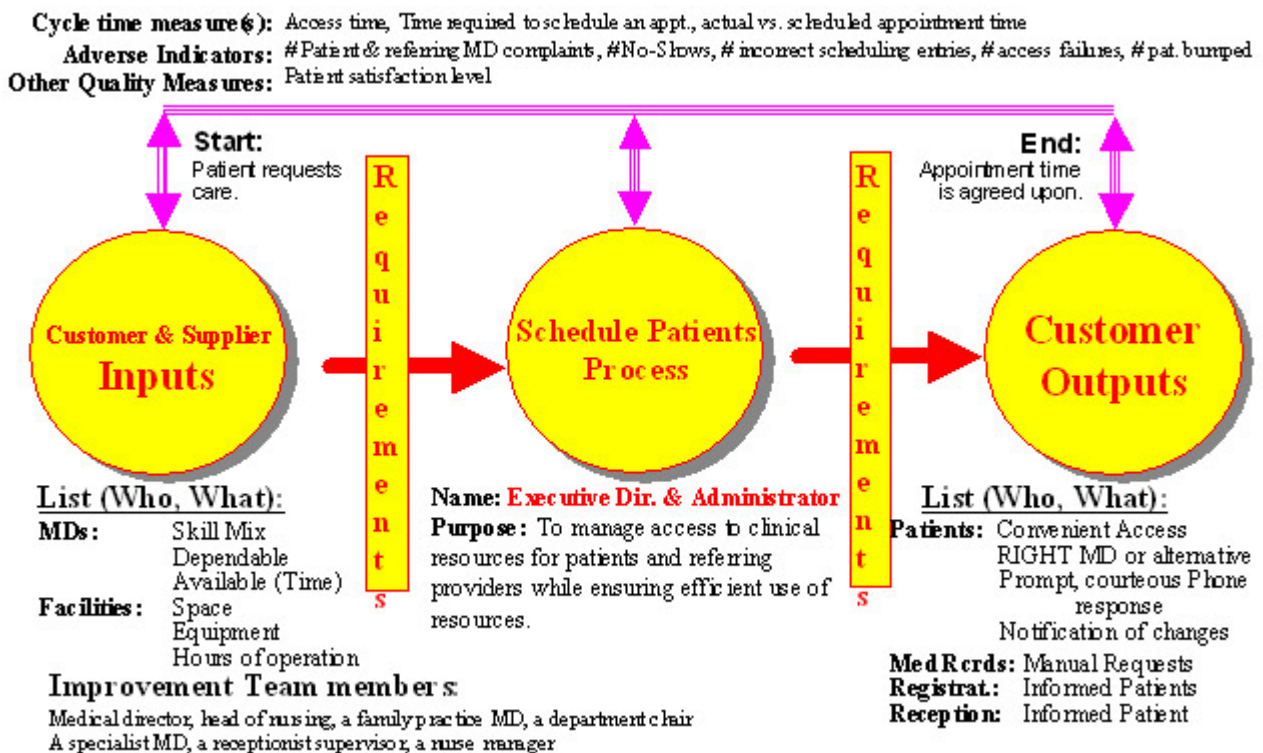 Cycle time measure(s): Access time, Time required to schedule an appt., actual vs. scheduled appointment time
Adverse Indicators: # Patient & referring MD complaints, #No-Shows, # incorrect scheduling entries, # access failures, # pat. bumped
Other Quality Measures: Patient satisfaction level
Start:
Patient requests
care.
Requirements
Requirements
End:
Appointment time
is agreed upon.
Customer & Supplier
Inputs
Schedule Patients
Process
Customer
Outputs
List (Who, What):
MDs: Skill Mix
Dependable
Available (Time)
Facilities: Space
Equipment
Hours of operation
Name: Executive Dir. & Administrator
Purpose: To manage access to clinical
resources for patients and referring
providers while ensuring efficient use of
resources.
List (Who, What):
Patients: Convenient Access
RIGHT MD or alternative
Prompt, courteous Phone
response
Notification of changes
Med Rcrds: Manual Requests
Registrat.: Informed Patients
Reception: Informed Patient
Improvement Team members:
Medical director, head of nursing, a family practice MD, a department chair
A specialist MD, a receptionist supervisor, a nurse manager